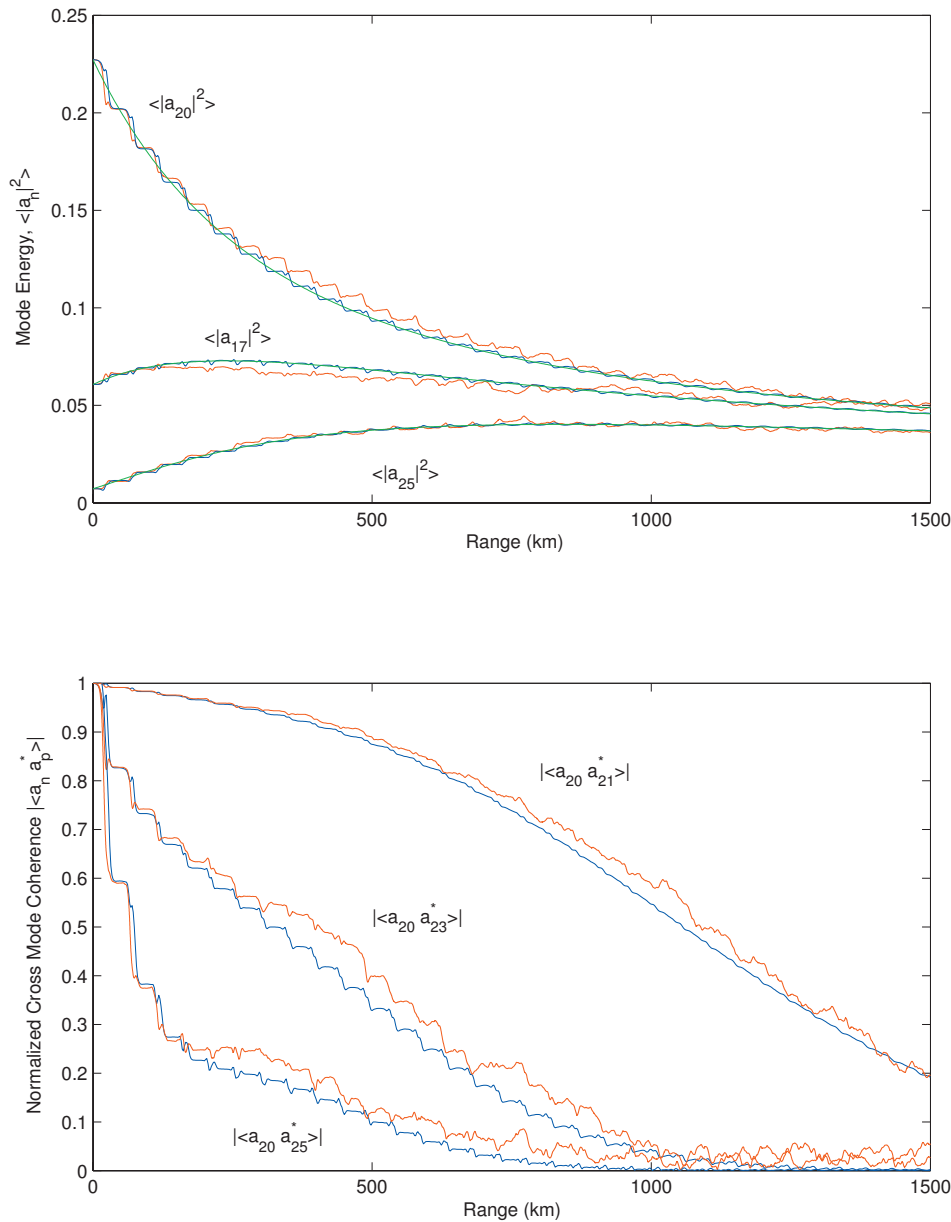 0.25
0.2
0.15
0.1
0.05
0
Mode Energy, <|a_n|^2>
<|a_20|^2>
<|a_17|^2>
<|a_25|^2>
0 500 1000 1500
Range (km)
1
0.9
0.8
0.7
0.6
0.5
0.4
0.3
0.2
0.1
0
Normalized Cross Mode Coherence |<a_n a_p^*>|
|<a_20 a_21^*>|
|<a_20 a_23^*>|
|<a_20 a_25^*>|
0 500 1000 1500
Range (km)